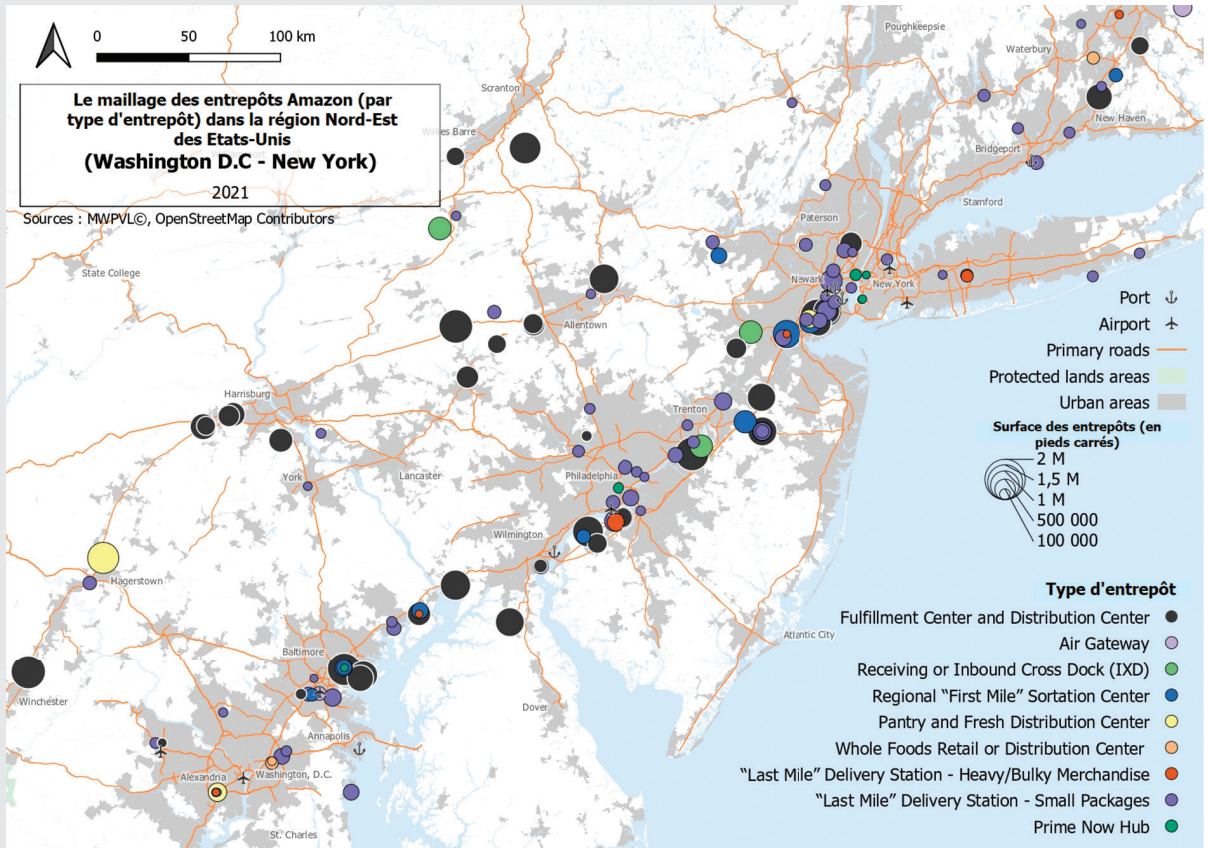 0 50 100 km
Le maillage des entrepôts Amazon (par
type d'entrepôt) dans la région Nord-Est
des Etats-Unis
(Washington D.C - New York)
2021
Sources : MWPVL©, OpenStreetMap Contributors
Poughkeepsie
Waterbury
Scranton
Wilkes Barre
New Haven
Bridgeport
Stamford
Paterson
State College
Newark
New York
Allentown
Harrisburg
Trenton
York
Lancaster
Philadelphia
Wilmington
Hagerstown
Atlantic City
Baltimore
Winchester
Dover
Annapolis
Alexandria
Washington, D.C.
St. Charles
Port
Airport
Primary roads
Protected lands areas
Urban areas
Surface des entrepôts (en
pieds carrés)
2 M
1,5 M
1 M
500 000
100 000
Type d'entrepôt
Fulfillment Center and Distribution Center
Air Gateway
Receiving or Inbound Cross Dock (IXD)
Regional “First Mile” Sortation Center
Pantry and Fresh Distribution Center
Whole Foods Retail or Distribution Center
“Last Mile” Delivery Station - Heavy/Bulky Merchandise
“Last Mile” Delivery Station - Small Packages
Prime Now Hub